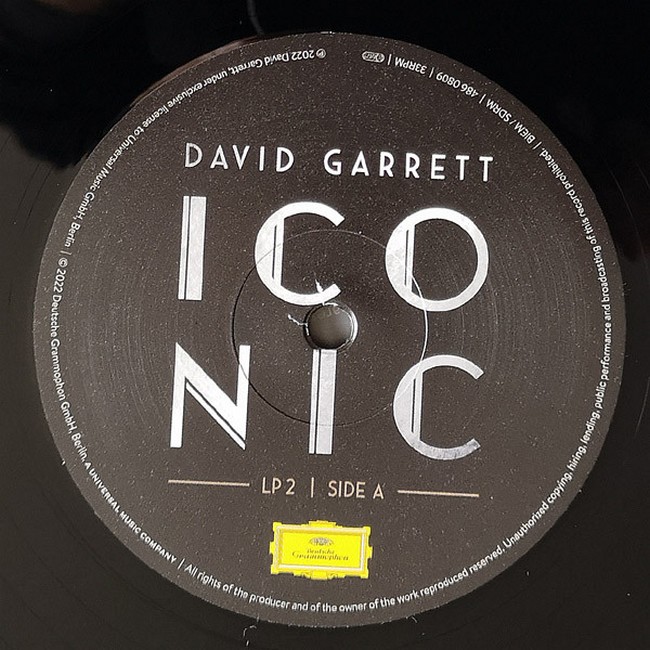 DAVID GARRETT
ICO
NIC
LP 2 | SIDE A
Deutsche
Grammophon
℗ 2022 David Garrett, under exclusive license to Universal Music GmbH, Berlin | © 2022 Deutsche Grammophon GmbH, Berlin, A UNIVERSAL MUSIC COMPANY | All rights of the producer and of the owner of the work reproduced reserved. Unauthorised copying, hiring, lending, public performance and broadcasting of this record prohibited. | BIEM / SDRM | 486 0809 | 33RPM |